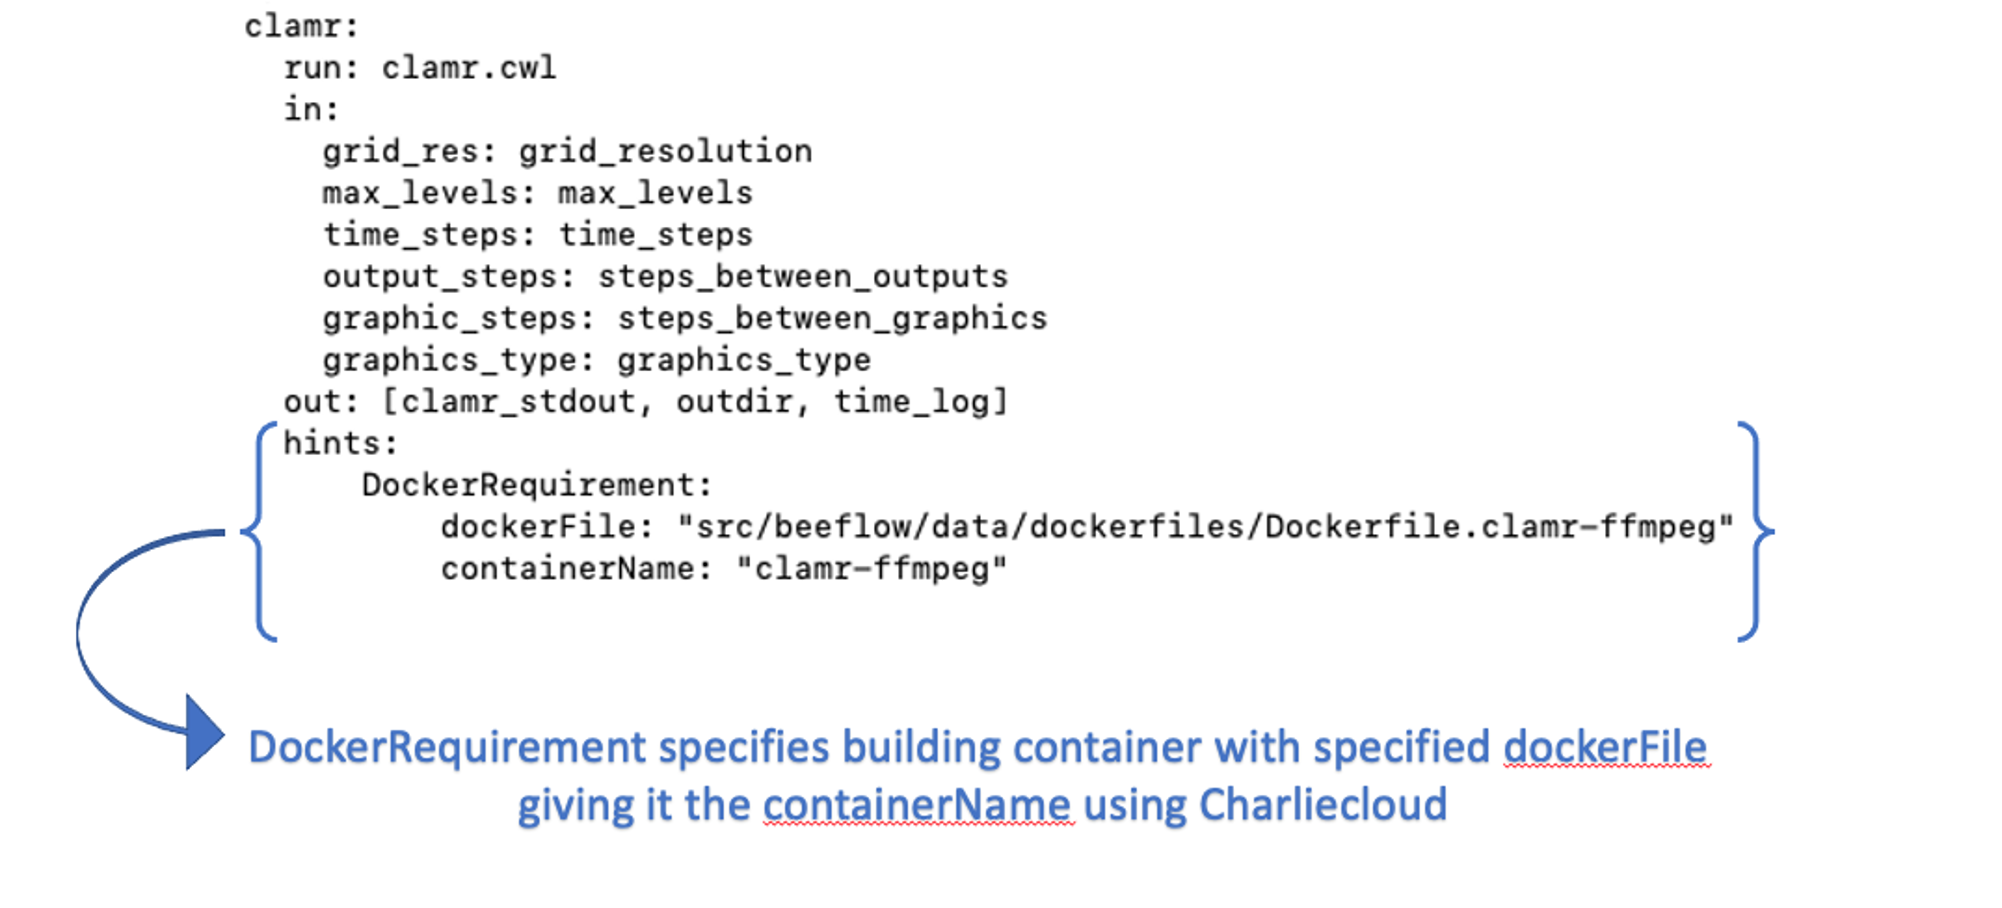 clamr:
run: clamr.cwl
in:
grid_res: grid_resolution
max_levels: max_levels
time_steps: time_steps
output_steps: steps_between_outputs
graphic_steps: steps_between_graphics
graphics_type: graphics_type
out: [clamr_stdout, outdir, time_log]
hints:
DockerRequirement:
dockerFile: "src/beeflow/data/dockerfiles/Dockerfile.clamr-ffmpeg"
containerName: "clamr-ffmpeg"
DockerRequirement specifies building container with specified dockerFile
giving it the containerName using Charliecloud